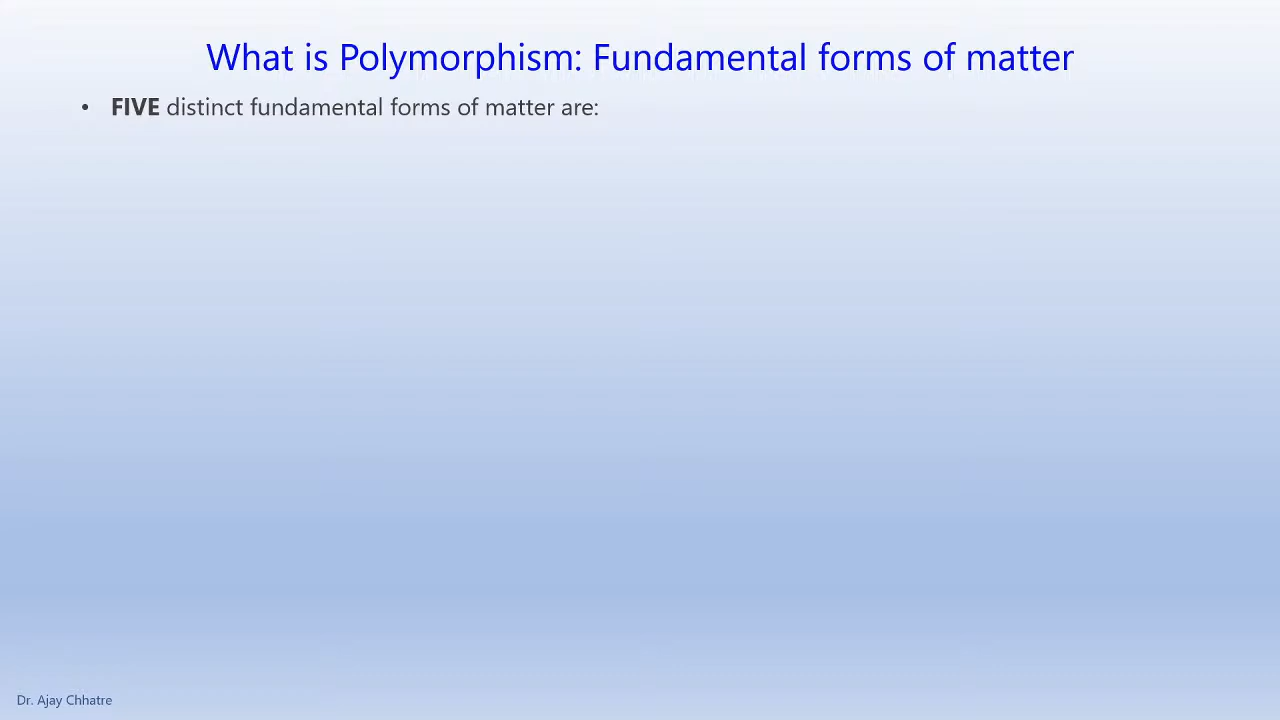 What is Polymorphism: Fundamental forms of matter
• FIVE distinct fundamental forms of matter are:
Dr. Ajay Chhatre